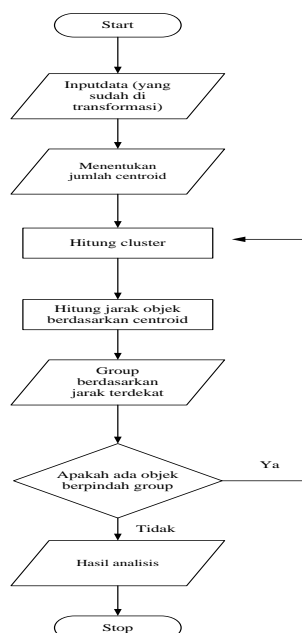 Start
Inputdata (yang
sudah di
transformasi)
Menentukan
jumlah centroid
Hitung cluster
Hitung jarak objek
berdasarkan centroid
Group
berdasarkan
jarak terdekat
Apakah ada objek
berpindah group
Ya
Tidak
Hasil analisis
Stop